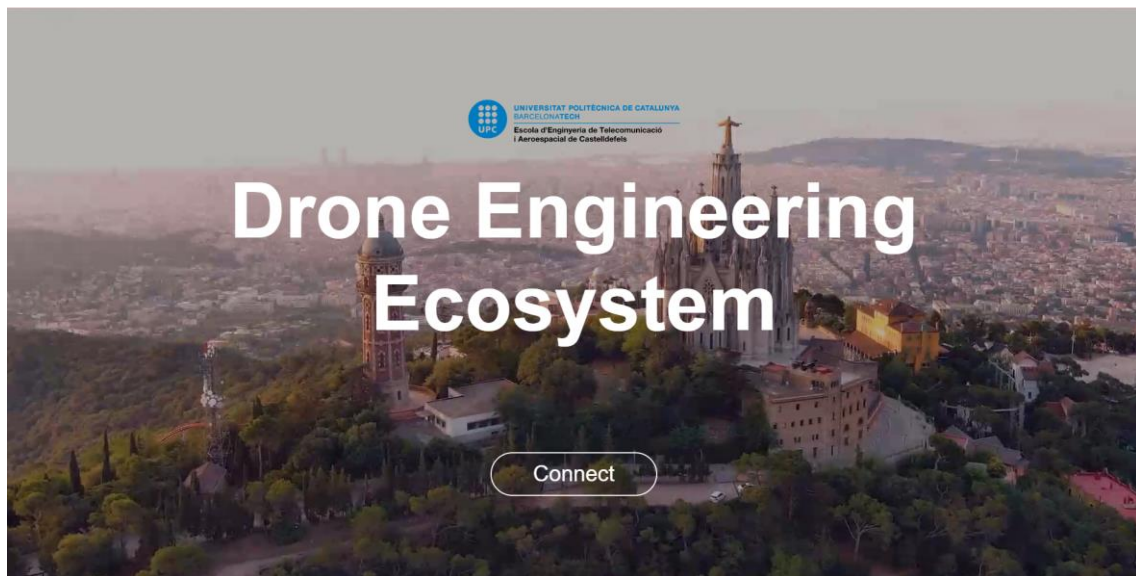 UPC
UNIVERSITAT POLITÈCNICA DE CATALUNYA
BARCELONATECH
Escola d'Enginyeria de Telecomunicació
i Aeroespacial de Castelldefels
Drone Engineering
Ecosystem
Connect